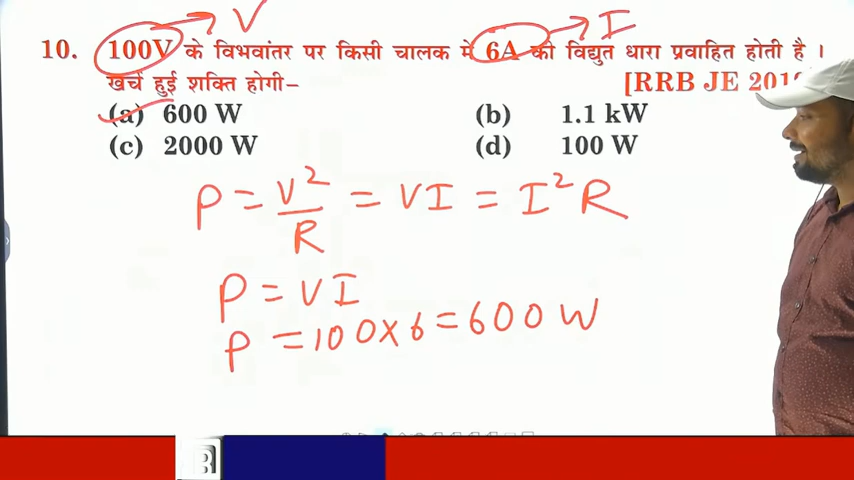 V
I
10. 100V के विभवांतर पर किसी चालक में 6A की विद्युत धारा प्रवाहित होती है ।
खर्च हुई शक्ति होगी– [RRB JE
(a) 600 W (b) 1.1 kW
(c) 2000 W (d) 100 W
P = V²/R = VI = I²R
P = VI
P = 100×6 = 600 W